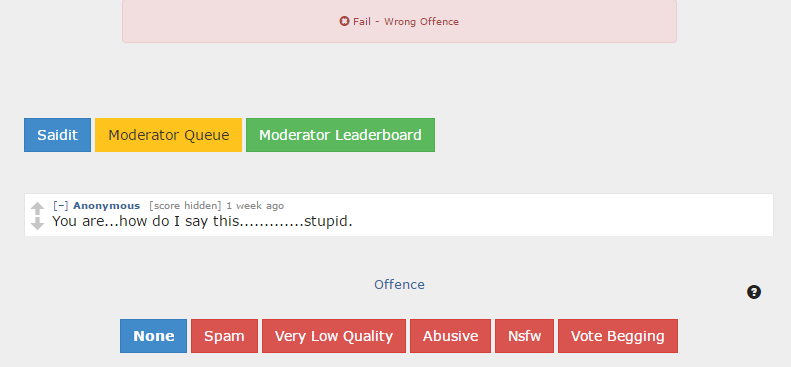 Fail - Wrong Offence
Saidit Moderator Queue Moderator Leaderboard
[–] Anonymous [score hidden] 1 week ago
You are...how do I say this.............stupid.
Offence
?
None Spam Very Low Quality Abusive Nsfw Vote Begging